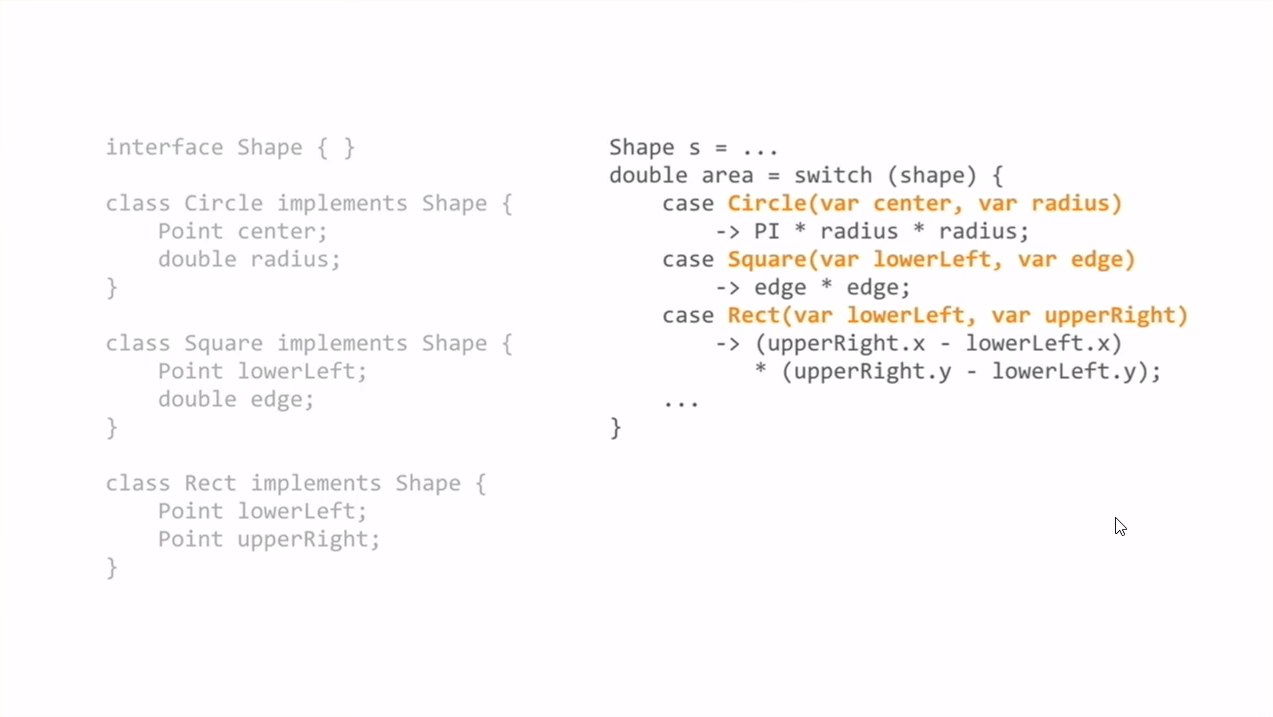 interface Shape { }
class Circle implements Shape {
    Point center;
    double radius;
}
class Square implements Shape {
    Point lowerLeft;
    double edge;
}
class Rect implements Shape {
    Point lowerLeft;
    Point upperRight;
}
Shape s = ...
double area = switch (shape) {
    case Circle(var center, var radius)
        -> PI * radius * radius;
    case Square(var lowerLeft, var edge)
        -> edge * edge;
    case Rect(var lowerLeft, var upperRight)
        -> (upperRight.x - lowerLeft.x)
           * (upperRight.y - lowerLeft.y);
    ...
}